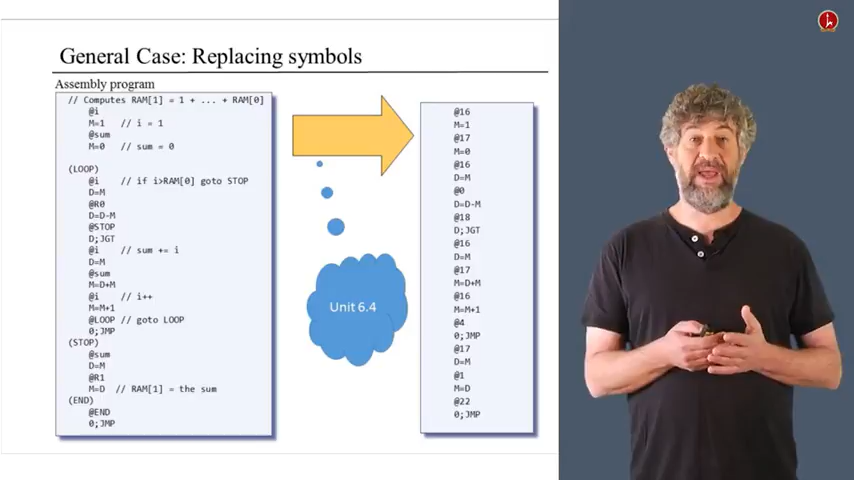 General Case: Replacing symbols
Assembly program
// Computes RAM[1] = 1 + ... + RAM[0]
@i
M=1 // i = 1
@sum
M=0 // sum = 0
(LOOP)
@i // if i>RAM[0] goto STOP
D=M
@R0
D=D-M
@STOP
D;JGT
@i // sum += i
D=M
@sum
M=D+M
@i // i++
M=M+1
@LOOP // goto LOOP
0;JMP
(STOP)
@sum
D=M
@R1
M=D // RAM[1] = the sum
(END)
@END
0;JMP
Unit 6.4
@16
M=1
@17
M=0
@16
D=M
@0
D=D-M
@18
D;JGT
@16
D=M
@17
M=D+M
@16
M=M+1
@4
0;JMP
@17
D=M
@1
M=D
@22
0;JMP